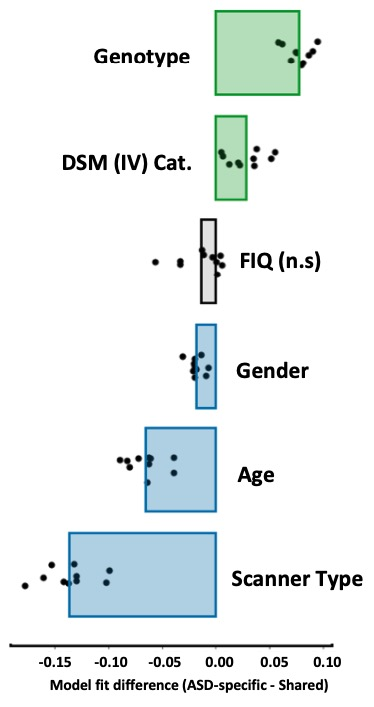 Genotype
DSM (IV) Cat.
FIQ (n.s)
Gender
Age
Scanner Type
-0.15 -0.10 -0.05 0.00 0.05 0.10
Model fit difference (ASD-specific - Shared)